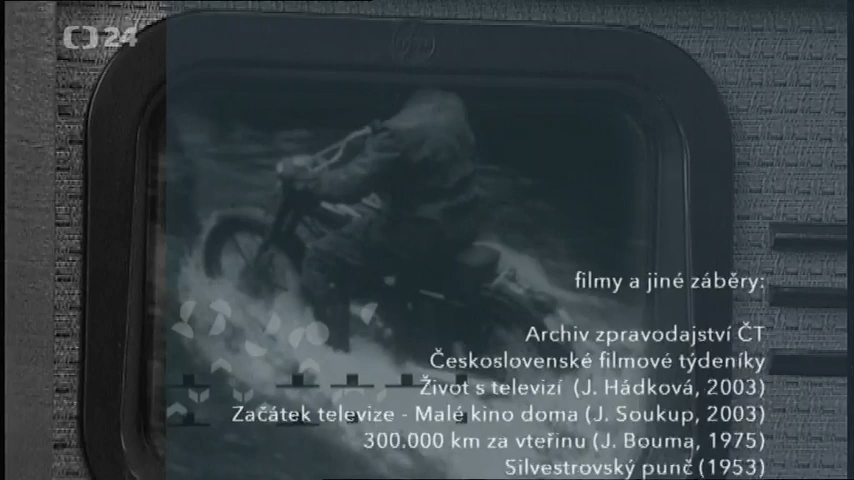 ČT24
filmy a jiné záběry:
Archiv zpravodajství ČT
Československé filmové týdeníky
Život s televizí (J. Hádková, 2003)
Začátek televize - Malé kino doma (J. Soukup, 2003)
300.000 km za vteřinu (J. Bouma, 1975)
Silvestrovský punč (1953)